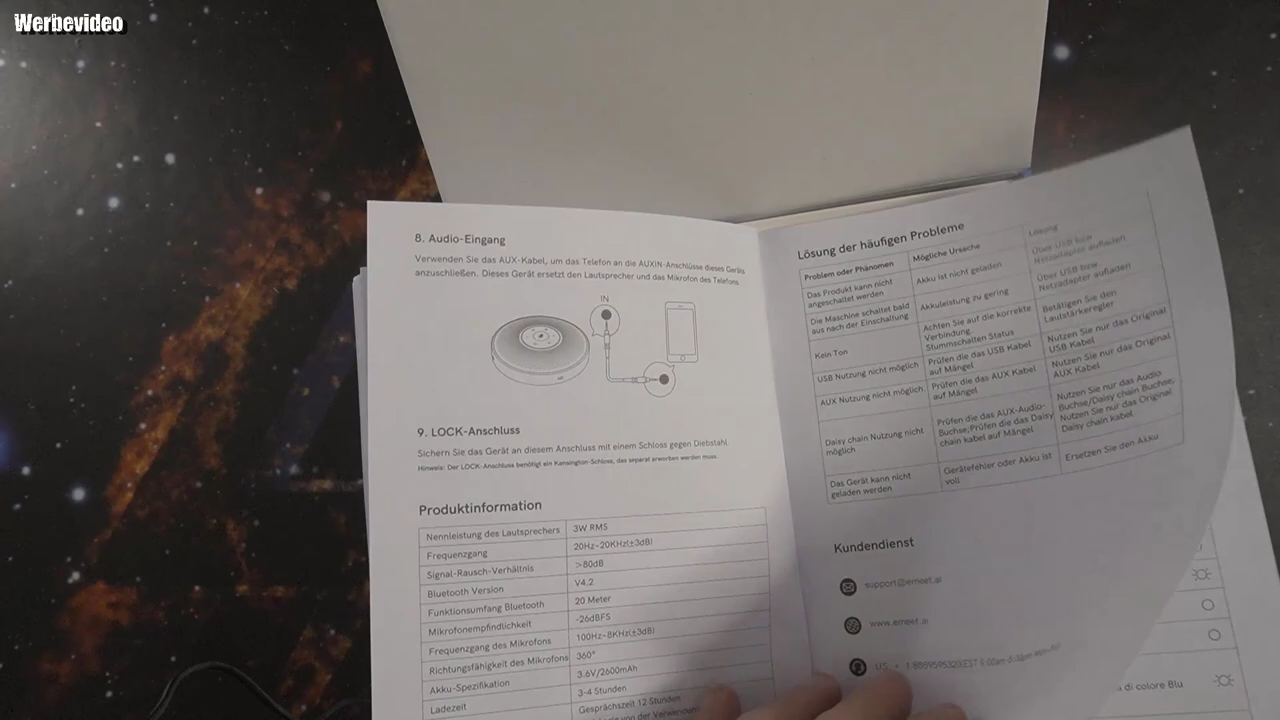 Werbevideo
8. Audio-Eingang
Verwenden Sie das AUX-Kabel, um das Telefon an die AUXIN-Anschlüsse dieses Geräts
anzuschließen. Dieses Gerät ersetzt den Lautsprecher und das Mikrofon des Telefons.
IN
9. LOCK-Anschluss
Sichern Sie das Gerät an diesem Anschluss mit einem Schloss gegen Diebstahl.
Hinweis: Der LOCK-Anschluss benötigt ein Kensington-Schloss, das separat erworben werden muss.
Produktinformation
Nennleistung des Lautsprechers 3W RMS
Frequenzgang 20Hz-20KHz(±3dB)
Signal-Rausch-Verhältnis >80dB
Bluetooth Version V4.2
Funktionsumfang Bluetooth 20 Meter
Mikrofonempfindlichkeit -26dBFS
Frequenzgang des Mikrofons 100Hz-8KHz(±3dB)
Richtungsfähigkeit des Mikrofons 360°
Akku-Spezifikation 3.6V/2600mAh
Ladezeit 3-4 Stunden
Gesprächszeit 12 Stunden
von der Verwendung
Lösung der häufigen Probleme
Problem oder Phänomen Mögliche Ursache Lösung
Das Produkt kann nicht
angeschaltet werden
Akku ist nicht geladen
Über USB bzw.
Netzadapter aufladen
Die Maschine schaltet bald
aus nach der Einschaltung
Akkuleistung zu gering
Über USB bzw.
Netzadapter aufladen
Kein Ton
Achten Sie auf die korrekte
Verbindung.
Stummschalten Status
Betätigen Sie den
Lautstärkeregler
USB Nutzung nicht möglich
Prüfen die das USB Kabel
auf Mängel
Nutzen Sie nur das Original
USB Kabel
AUX Nutzung nicht möglich
Prüfen die das AUX Kabel
auf Mängel
Nutzen Sie nur das Original
AUX Kabel
Daisy chain Nutzung nicht
möglich
Prüfen die das AUX-Audio-
Buchse;Prüfen die das Daisy
chain kabel auf Mängel
Nutzen Sie nur das Audio
Buchse/Daisy chain Buchse,
Nutzen Sie nur das Original
Daisy chain kabel.
Das Gerät kann nicht
geladen werden
Gerätefehler oder Akku ist
voll
Ersetzen Sie den Akku
Kundendienst
support@emeet.ai
www.emeet.ai
US:
di colore Blu